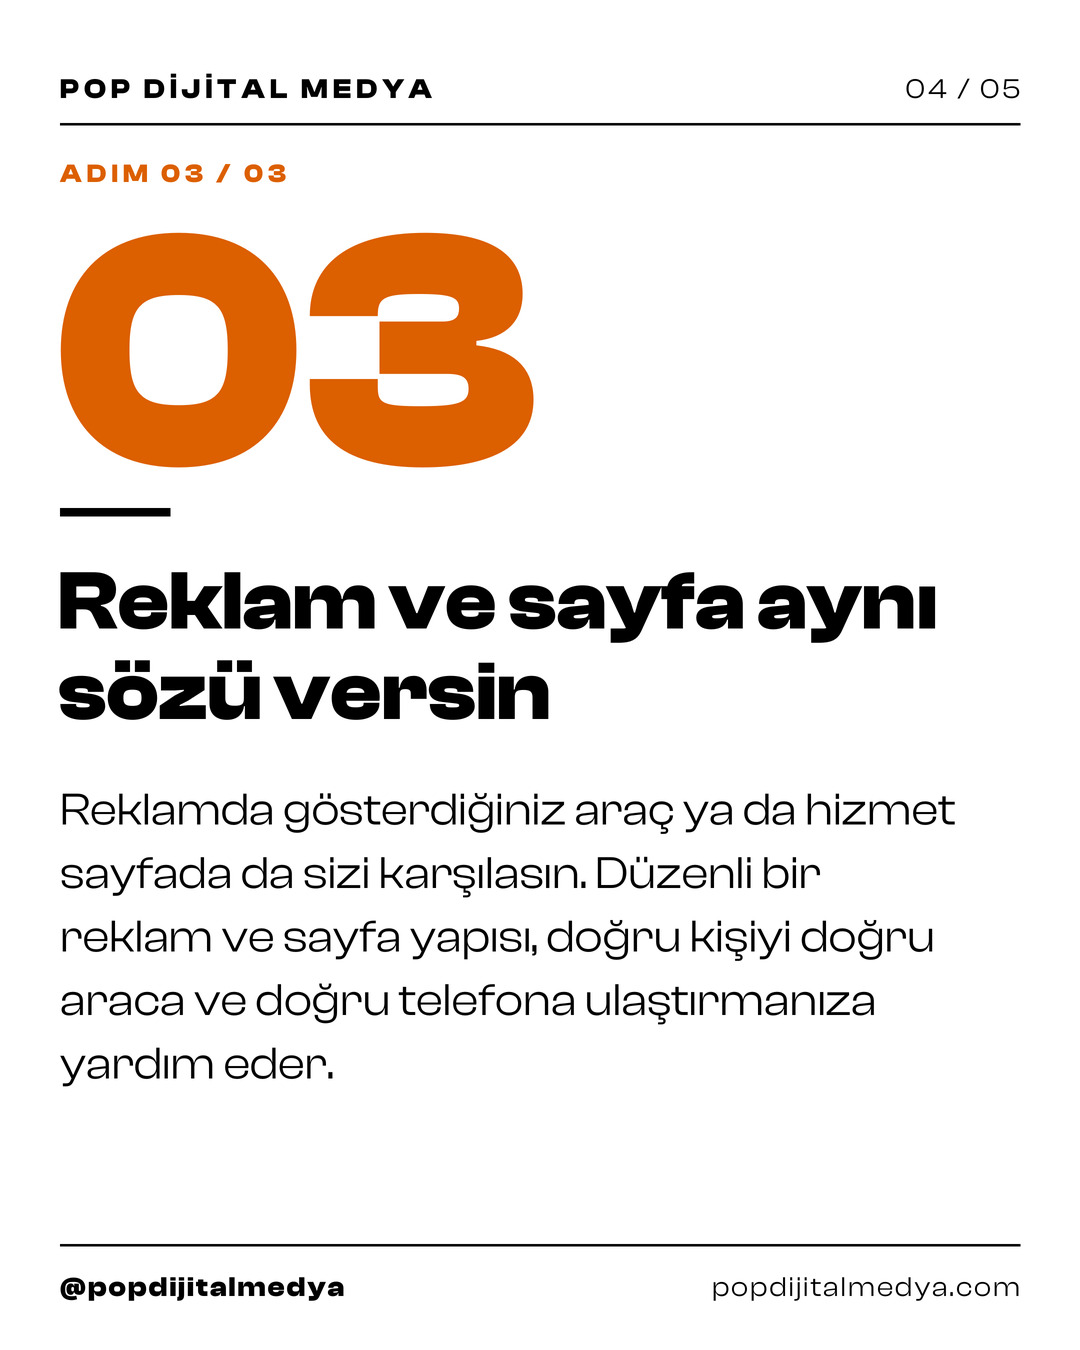 POP DİJİTAL MEDYA
04 / 05
ADIM 03 / 03
03
Reklam ve sayfa aynı
sözü versin
Reklamda gösterdiğiniz araç ya da hizmet
sayfada da sizi karşılasın. Düzenli bir
reklam ve sayfa yapısı, doğru kişiyi doğru
araca ve doğru telefona ulaştırmanıza
yardım eder.
@popdijitalmedya
popdijitalmedya.com